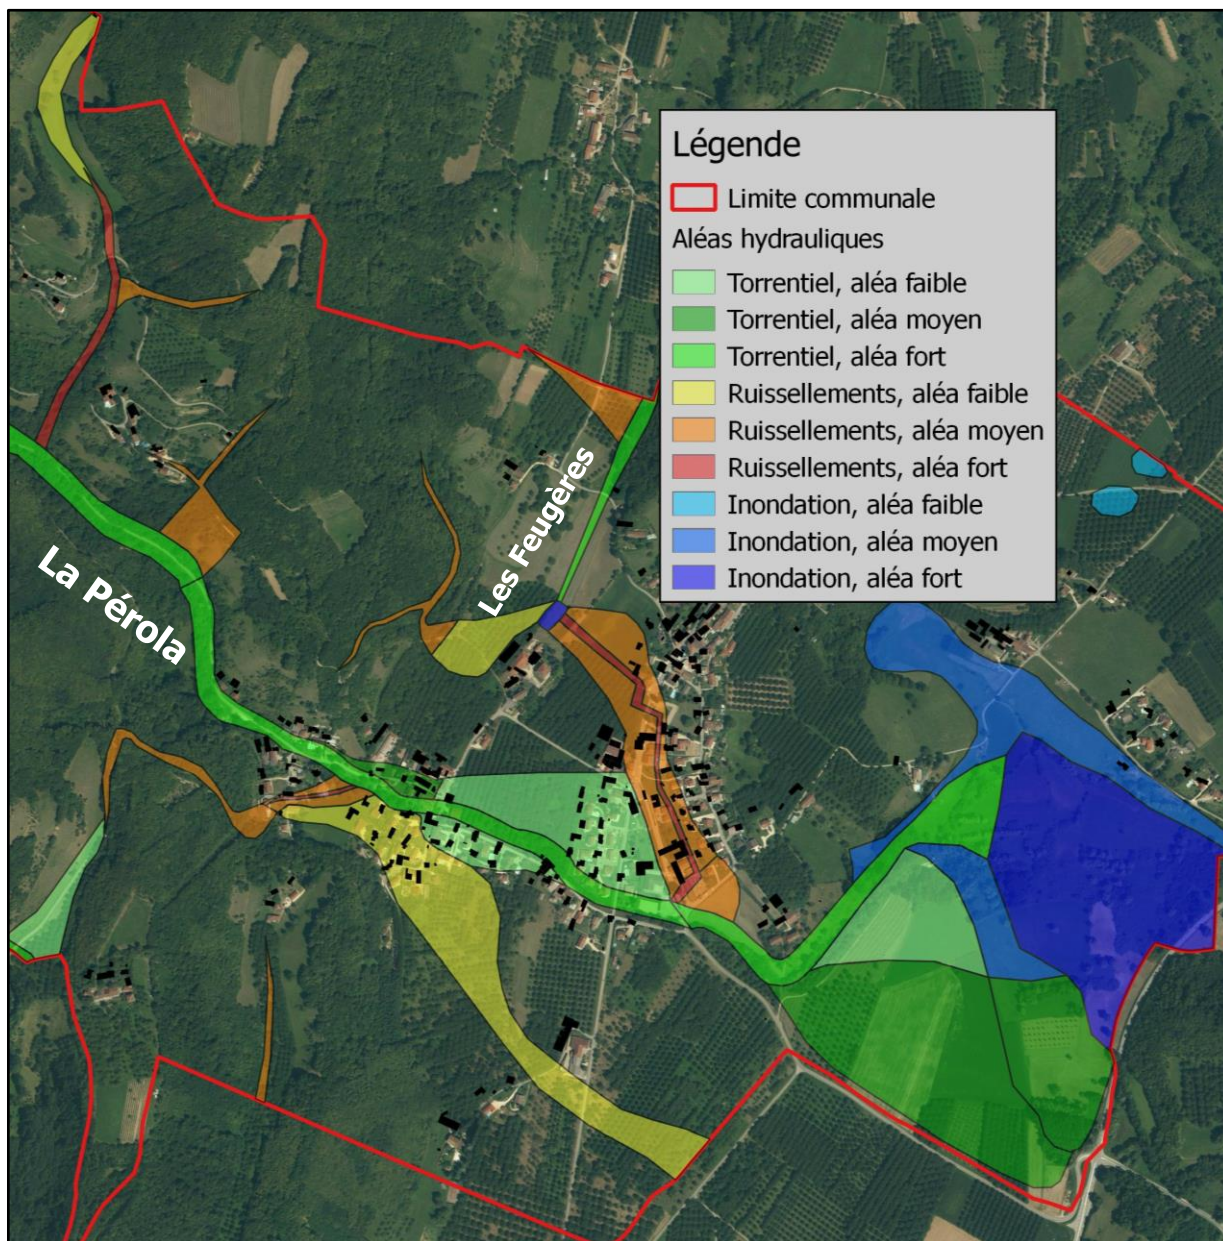 Légende
Limite communale
Aléas hydrauliques
Torrentiel, aléa faible
Torrentiel, aléa moyen
Torrentiel, aléa fort
Ruissellements, aléa faible
Ruissellements, aléa moyen
Ruissellements, aléa fort
Inondation, aléa faible
Inondation, aléa moyen
Inondation, aléa fort
Les Feugères
La Pérola